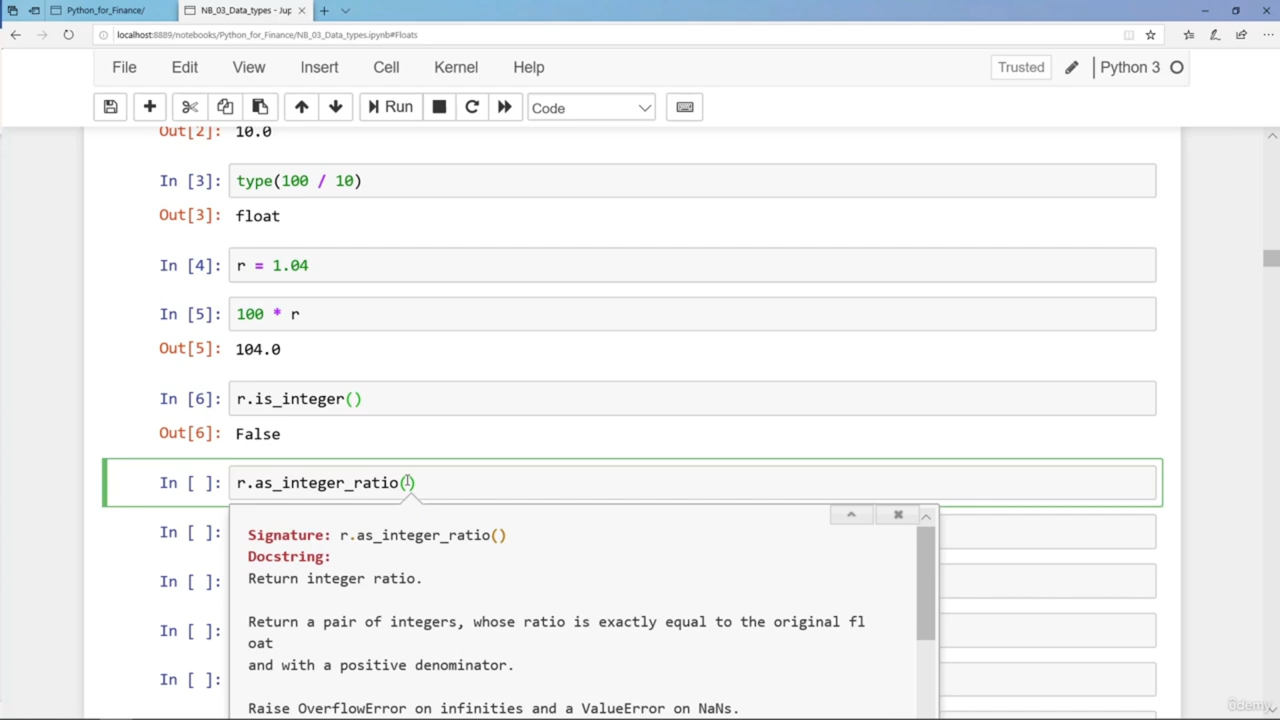 Python_for_Finance/
NB_03_Data_types - Jup
localhost:8889/notebooks/Python_for_Finance/NB_03_Data_types.ipynb#Floats
File Edit View Insert Cell Kernel Help
Trusted Python 3
Run Code
Out[2]: 10.0
In [3]: type(100 / 10)
Out[3]: float
In [4]: r = 1.04
In [5]: 100 * r
Out[5]: 104.0
In [6]: r.is_integer()
Out[6]: False
In [ ]: r.as_integer_ratio()
In [ ]:
In [ ]:
In [ ]:
In [ ]:
Signature: r.as_integer_ratio()
Docstring:
Return integer ratio.
Return a pair of integers, whose ratio is exactly equal to the original fl
oat
and with a positive denominator.
Raise OverflowError on infinities and a ValueError on NaNs.
ûdemy